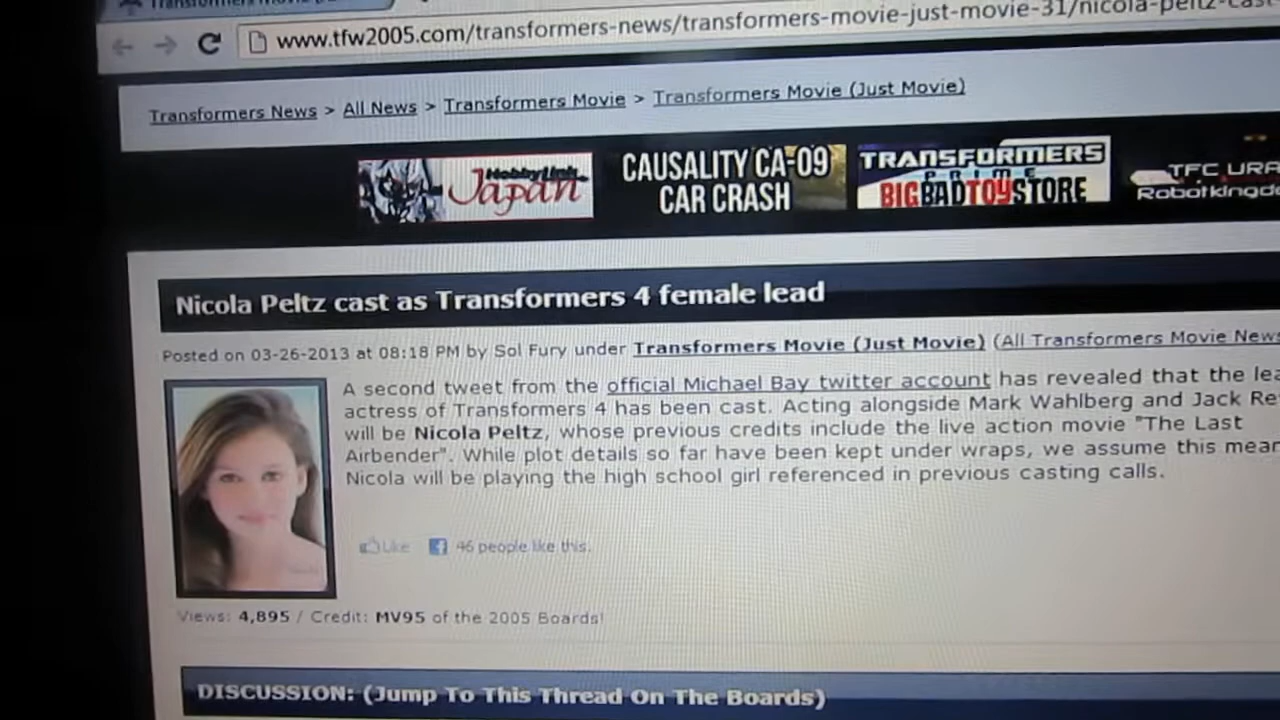 www.tfw2005.com/transformers-news/transformers-movie-just-movie-31/nicola-peltz-cast
Transformers News > All News > Transformers Movie > Transformers Movie (Just Movie)
HobbyLink Japan
CAUSALITY CA-09
CAR CRASH
TRANSFORMERS
PRIME
BIGBADTOYSTORE
TFC
Nicola Peltz cast as Transformers 4 female lead
Posted on 03-26-2013 at 08:18 PM by Sol Fury under Transformers Movie (Just Movie) (All Transformers Movie News
A second tweet from the official Michael Bay twitter account has revealed that the
actress of Transformers 4 has been cast. Acting alongside Mark Wahlberg and Jack
will be Nicola Peltz, whose previous credits include the live action movie "The Last
Airbender". While plot details so far have been kept under wraps, we assume this
Nicola will be playing the high school girl referenced in previous casting calls.
Like 46 people like this.
Views: 4,895 / Credit: MV95 of the 2005 Boards!
DISCUSSION: (Jump To This Thread On The Boards)